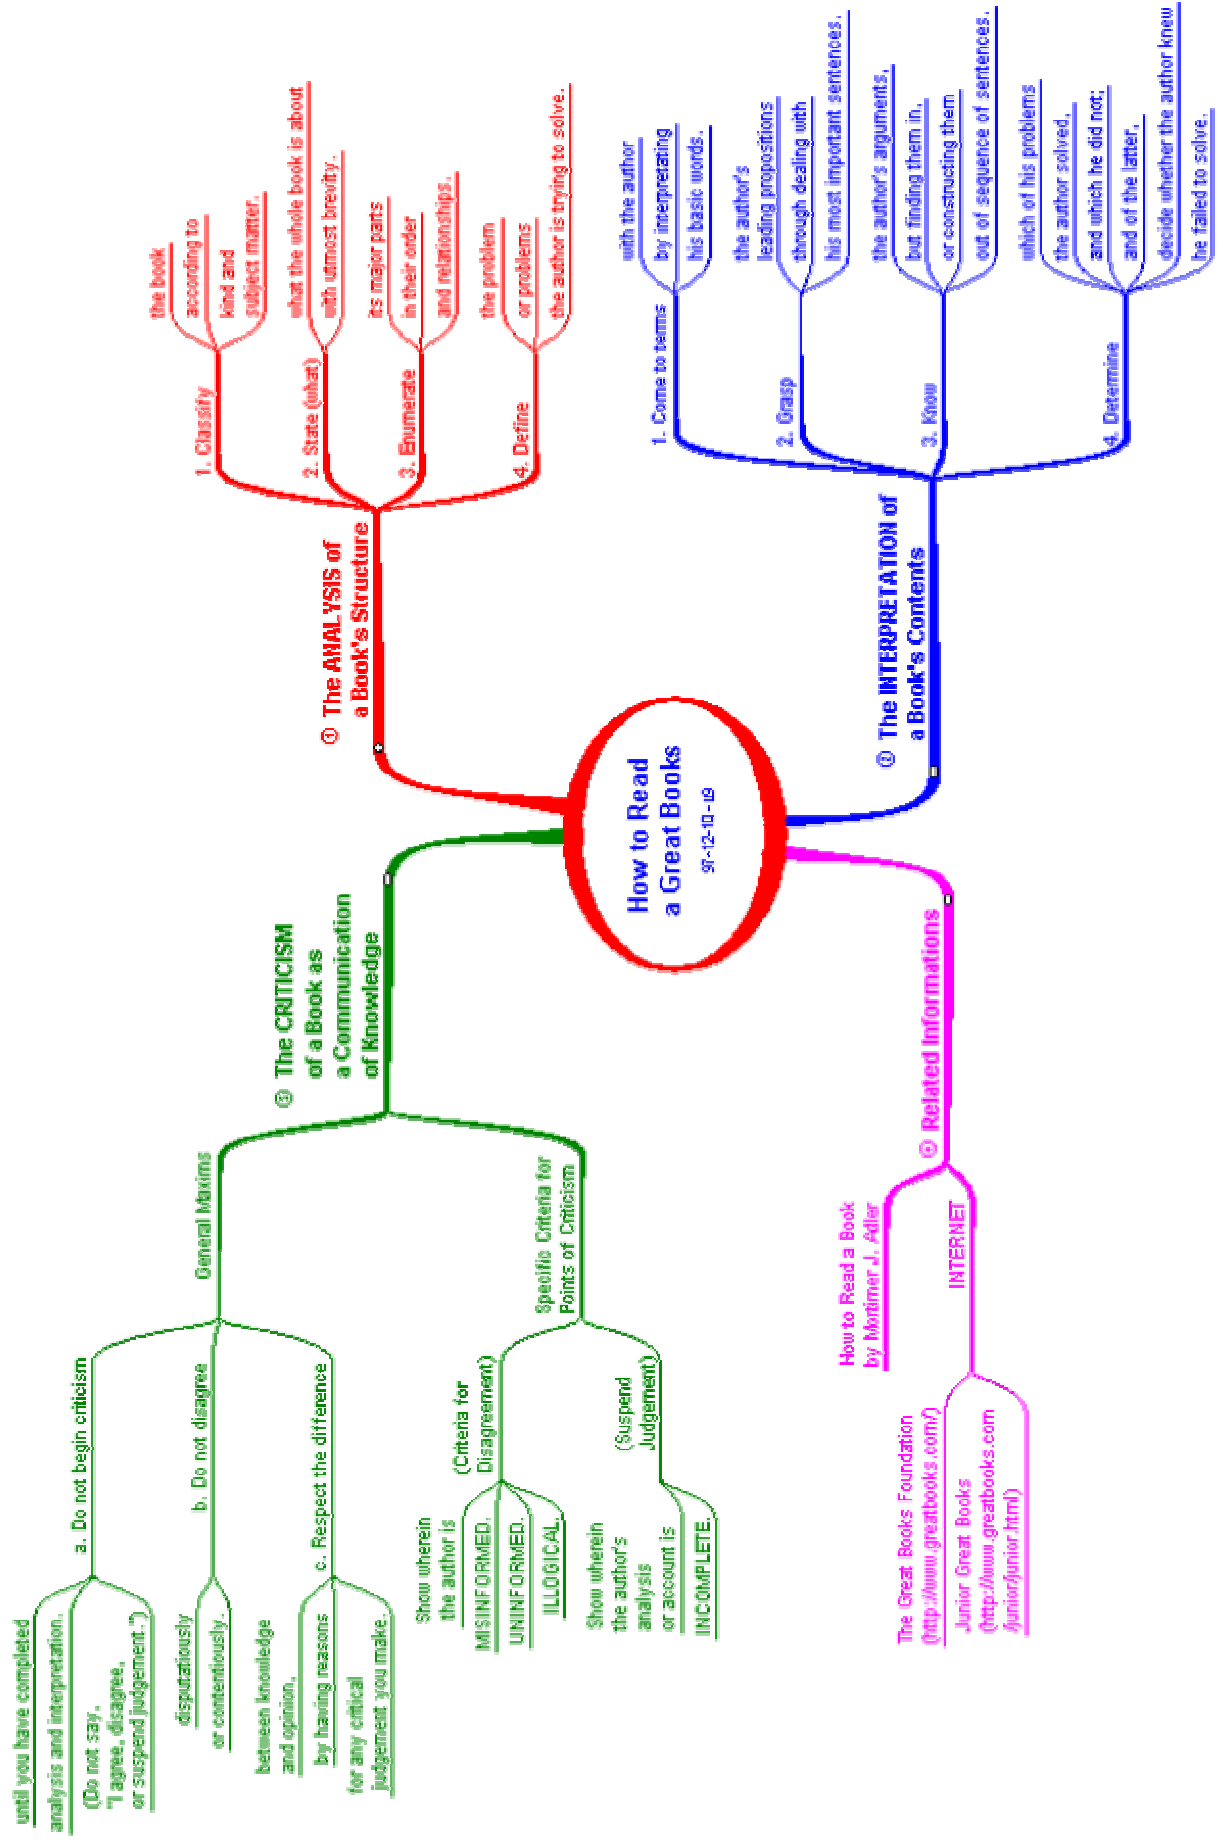 How to Read
a Great Books
97-12-10-19
① The ANALYSIS of
a Book's Structure
1. Classify
the book
according to
kind and
subject matter.
2. State (what)
what the whole book is about
with utmost brevity.
3. Enumerate
its major parts
in their order
and relationships.
4. Define
the problem
or problems
the author is trying to solve.
② The INTERPRETATION of
a Book's Contents
1. Come to terms
with the author
by interpretating
his basic words.
2. Grasp
the author's
leading propositions
through dealing with
his most important sentences.
3. Know
the author's arguments,
but finding them in,
or constructing them
out of sequence of sentences.
4. Determine
which of his problems
the author solved,
and which he did not;
and of the latter,
decide whether the author knew
he failed to solve.
③ The CRITICISM
of a Book as
a Communication
of Knowledge
General Maxims
a. Do not begin criticism
until you have completed
analysis and interpretation.
(Do not say,
"I agree, disagree,
or suspend judgement.")
b. Do not disagree
disputatiously
or contentiously.
c. Respect the difference
between knowledge
and opinion,
by having reasons
for any critical
judgement you make.
Specific Criteria for
Points of Criticism
(Criteria for
Disagreement)
Show wherein
the author is
MISINFORMED.
UNINFORMED.
ILLOGICAL.
(Suspend
Judgement)
Show wherein
the author's
analysis
or account is
INCOMPLETE.
Related Informations
How to Read a Book
by Mortimer J. Adler
INTERNET
The Great Books Foundation
(http://www.greatbooks.com/)
Junior Great Books
(http://www.greatbooks.com
/junior/junior.html)